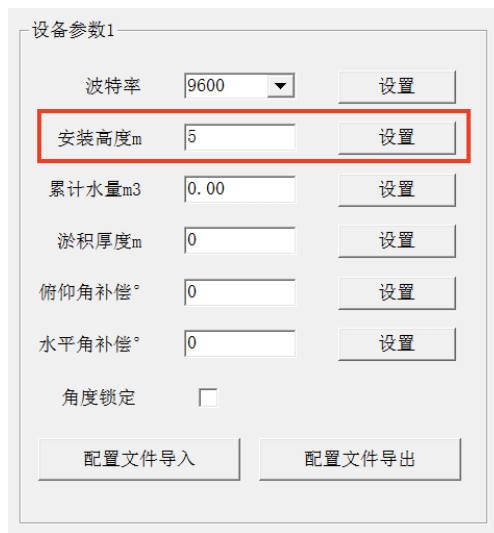 设备参数1
波特率 9600 设置
安装高度m 5 设置
累计水量m3 0.00 设置
淤积厚度m 0 设置
俯仰角补偿° 0 设置
水平角补偿° 0 设置
角度锁定
配置文件导入 配置文件导出